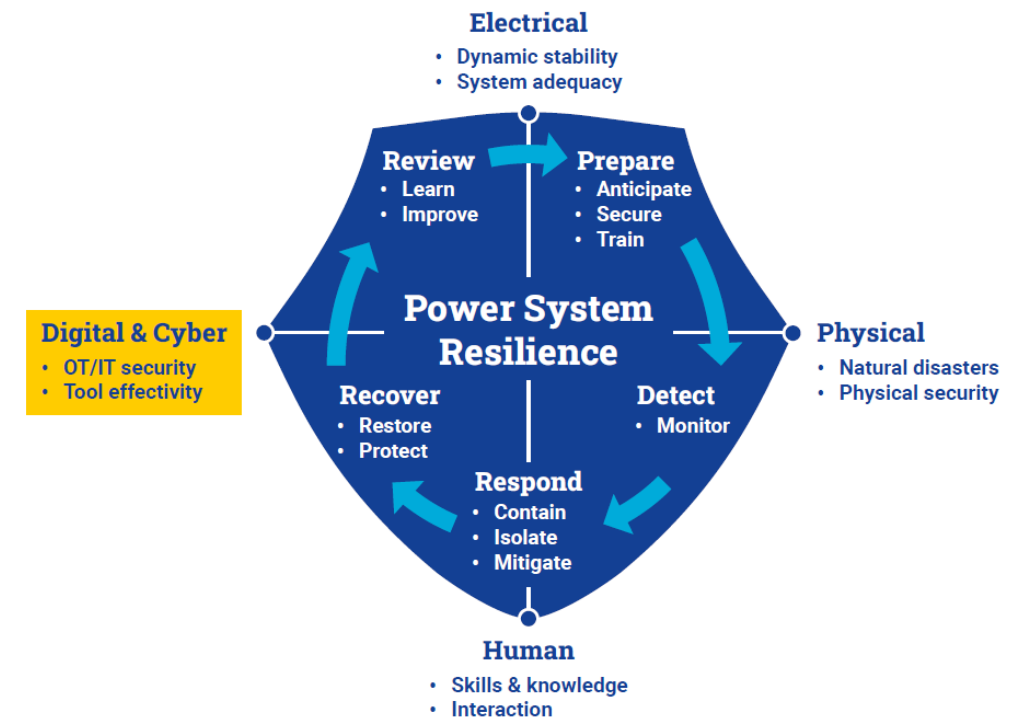 Electrical
• Dynamic stability
• System adequacy
Review
• Learn
• Improve
Prepare
• Anticipate
• Secure
• Train
Power System
Resilience
Digital & Cyber
• OT/IT security
• Tool effectivity
Physical
• Natural disasters
• Physical security
Recover
• Restore
• Protect
Detect
• Monitor
Respond
• Contain
• Isolate
• Mitigate
Human
• Skills & knowledge
• Interaction